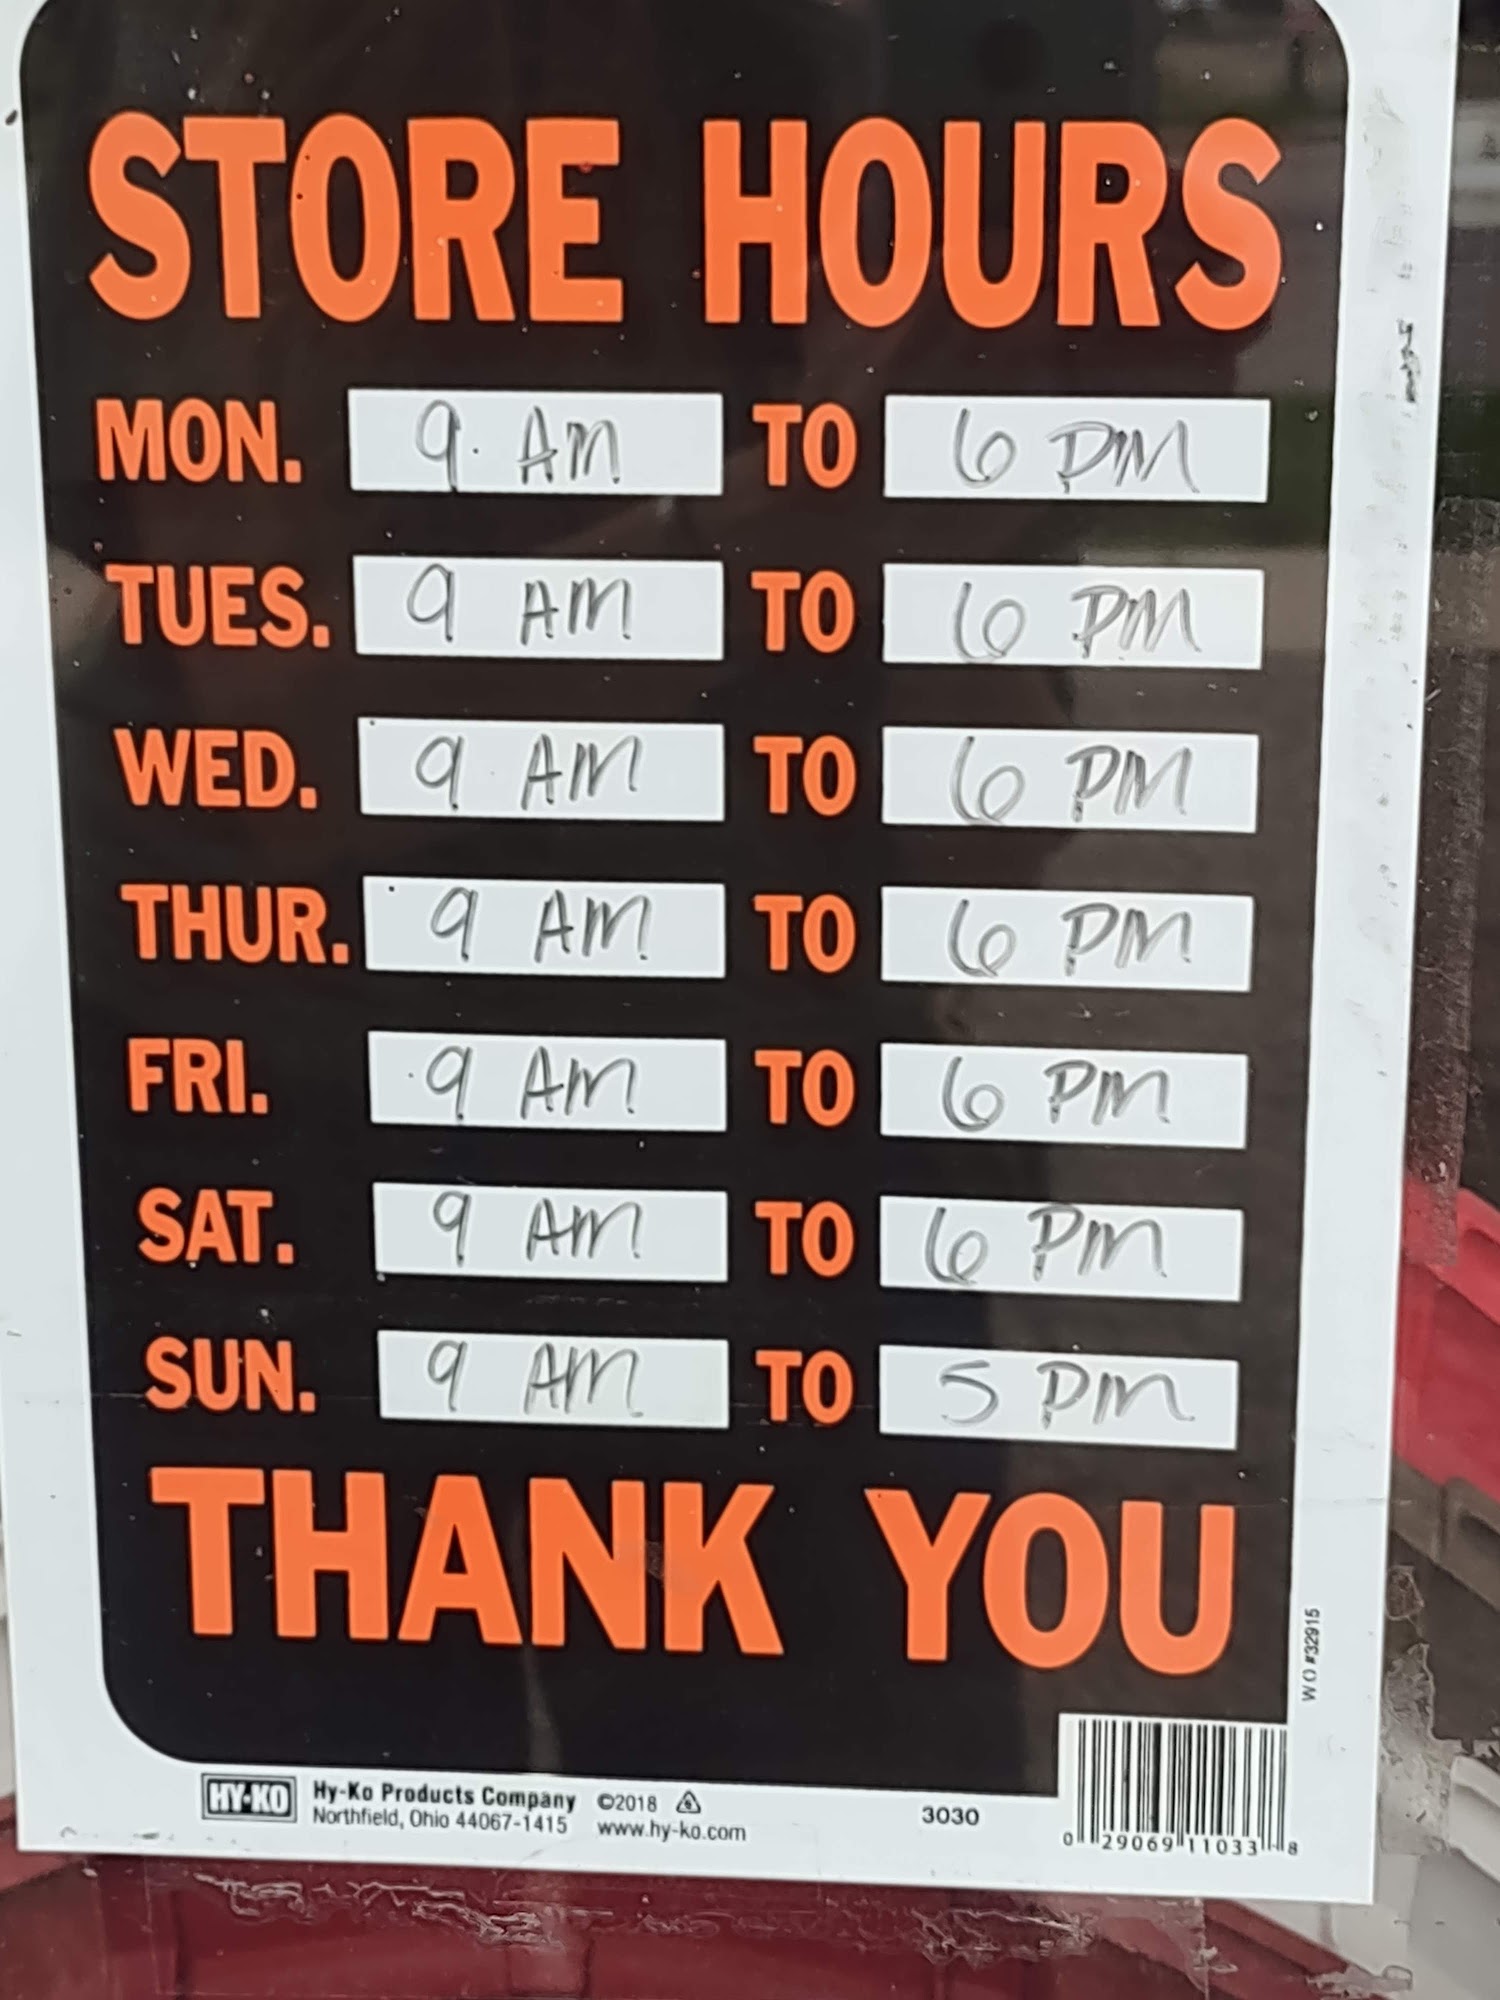 STORE HOURS
MON. 9 AM TO 6 PM
TUES. 9 AM TO 6 PM
WED. 9 AM TO 6 PM
THUR. 9 AM TO 6 PM
FRI. 9 AM TO 6 PM
SAT. 9 AM TO 6 PM
SUN. 9 AM TO 5 PM
THANK YOU
W O #32915
HY-KO Hy-Ko Products Company ©2018
Northfield, Ohio 44067-1415 www.hy-ko.com
3030
0 29069 11033 8